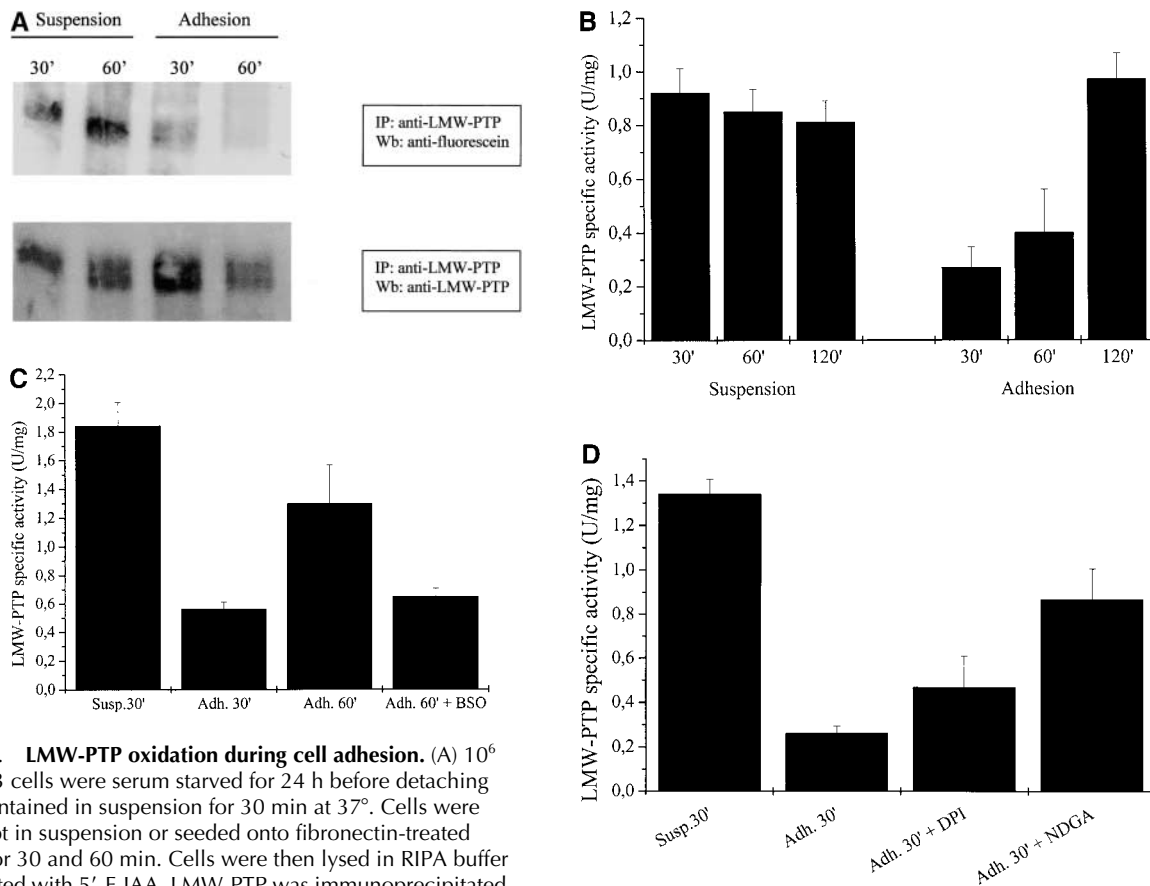 A
Suspension Adhesion
30’ 60’ 30’ 60’
IP: anti-LMW-PTP
Wb: anti-fluorescein
IP: anti-LMW-PTP
Wb: anti-LMW-PTP
B
LMW-PTP specific activity (U/mg)
1,2
1,0
0,8
0,6
0,4
0,2
0,0
30' 60' 120' 30' 60' 120'
Suspension Adhesion
C
LMW-PTP specific activity (U/mg)
2,2
2,0
1,8
1,6
1,4
1,2
1,0
0,8
0,6
0,4
0,2
0,0
Susp.30' Adh. 30' Adh. 60' Adh. 60' + BSO
D
LMW-PTP specific activity (U/mg)
1,4
1,2
1,0
0,8
0,6
0,4
0,2
0,0
Susp.30' Adh. 30' Adh. 30' + DPI Adh. 30' + NDGA
LMW-PTP oxidation during cell adhesion. (A) 10⁶
cells were serum starved for 24 h before detaching
in suspension for 30 min at 37°. Cells were
in suspension or seeded onto fibronectin-treated
30 and 60 min. Cells were then lysed in RIPA buffer
with 5’-F-IAA. LMW-PTP was immunoprecipitated